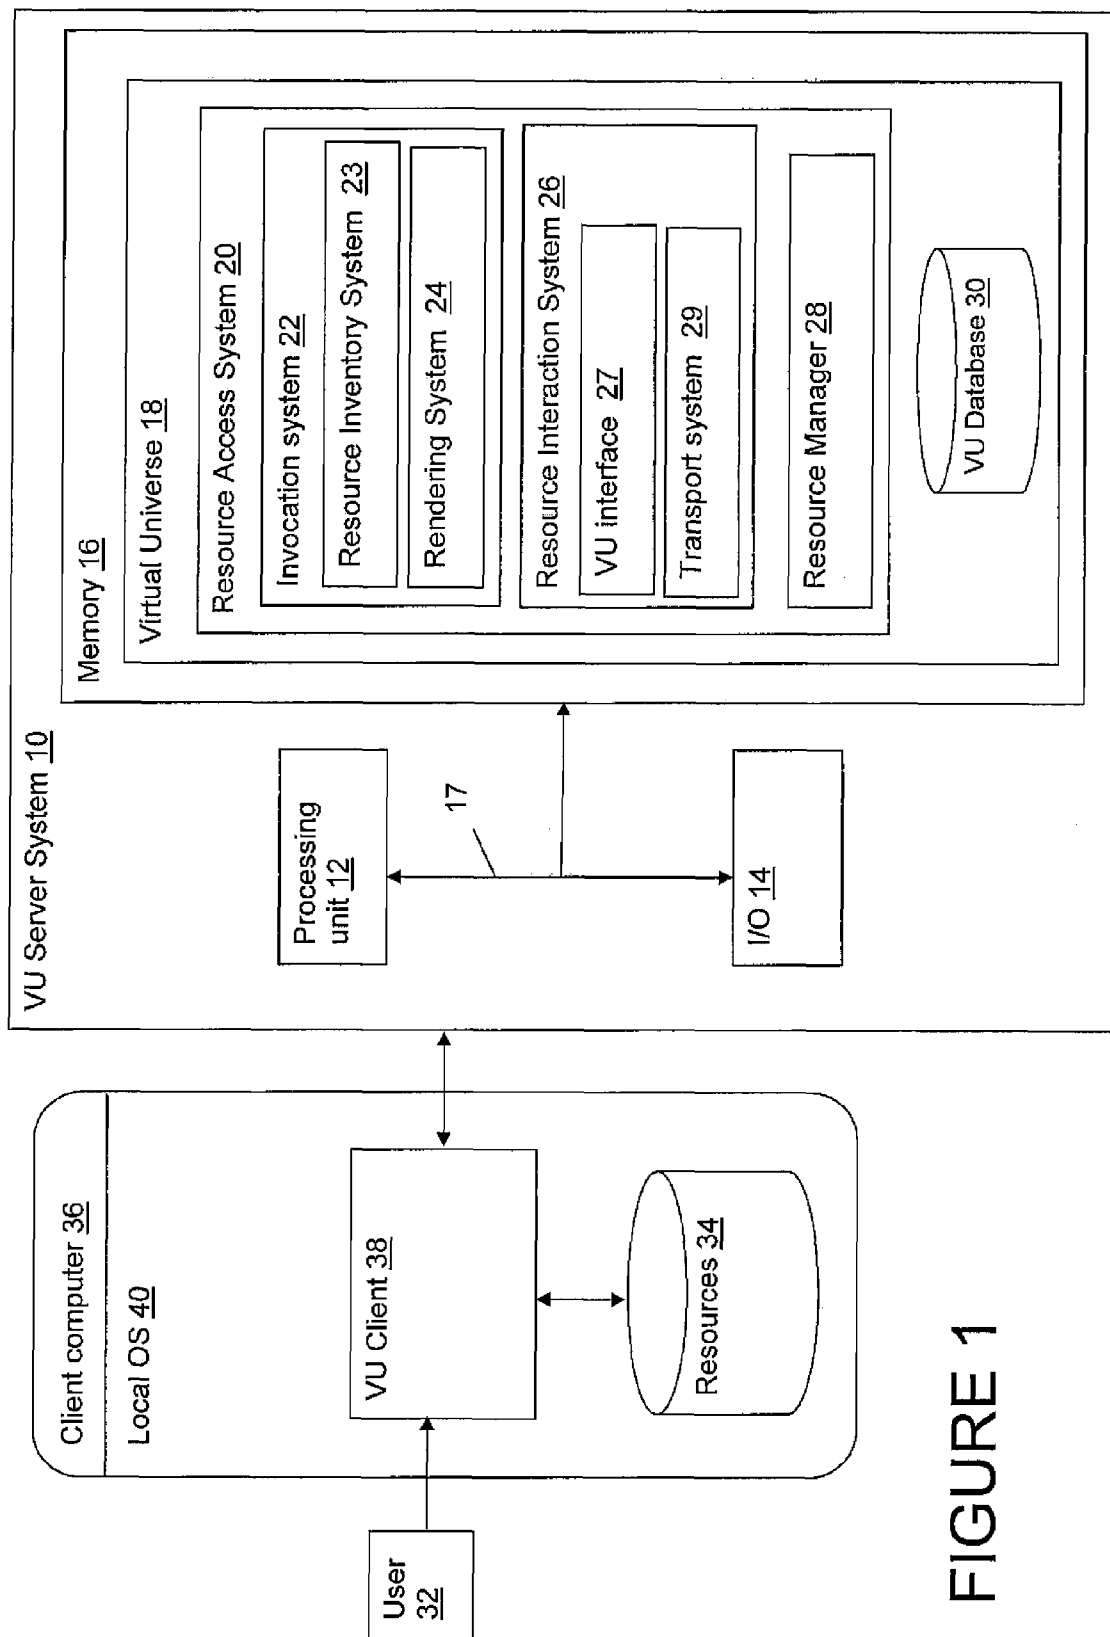 VU Server System 10
Memory 16
Virtual Universe 18
Resource Access System 20
Invocation system 22
Resource Inventory System 23
Rendering System 24
Resource Interaction System 26
VU interface 27
Transport system 29
Resource Manager 28
VU Database 30
Processing
unit 12
17
I/O 14
Client computer 36
Local OS 40
VU Client 38
Resources 34
User
32
FIGURE 1